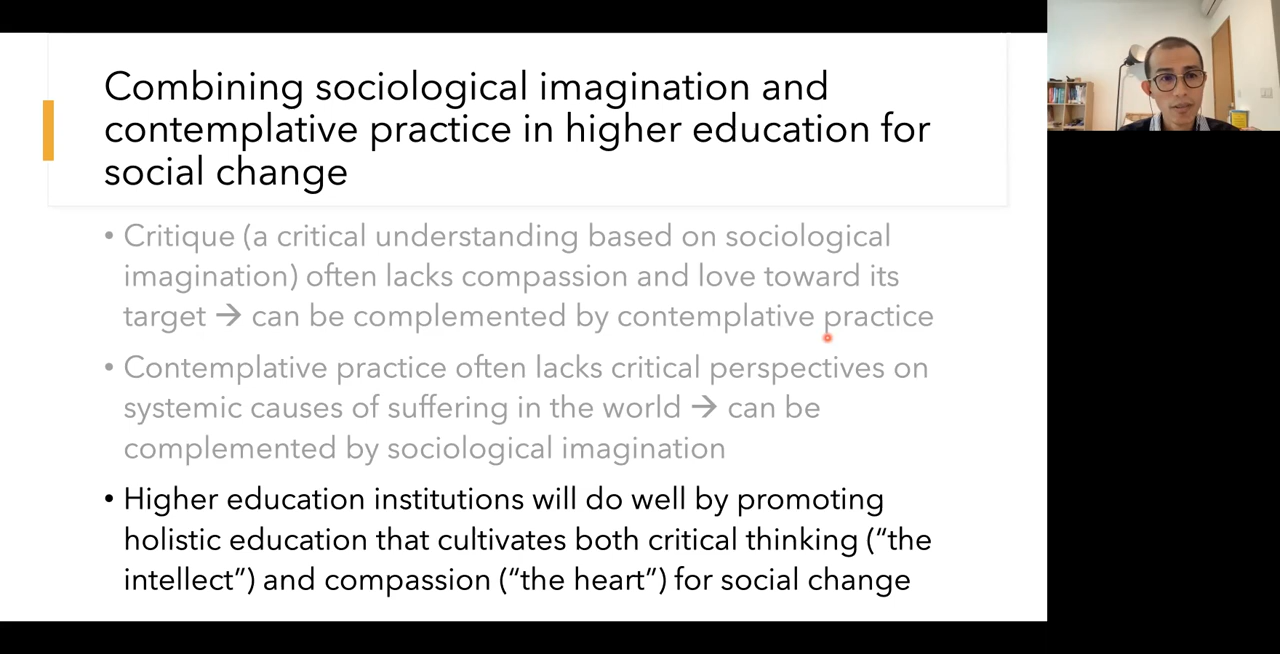 Combining sociological imagination and
contemplative practice in higher education for
social change
• Critique (a critical understanding based on sociological
imagination) often lacks compassion and love toward its
target → can be complemented by contemplative practice
• Contemplative practice often lacks critical perspectives on
systemic causes of suffering in the world → can be
complemented by sociological imagination
• Higher education institutions will do well by promoting
holistic education that cultivates both critical thinking (“the
intellect”) and compassion (“the heart”) for social change